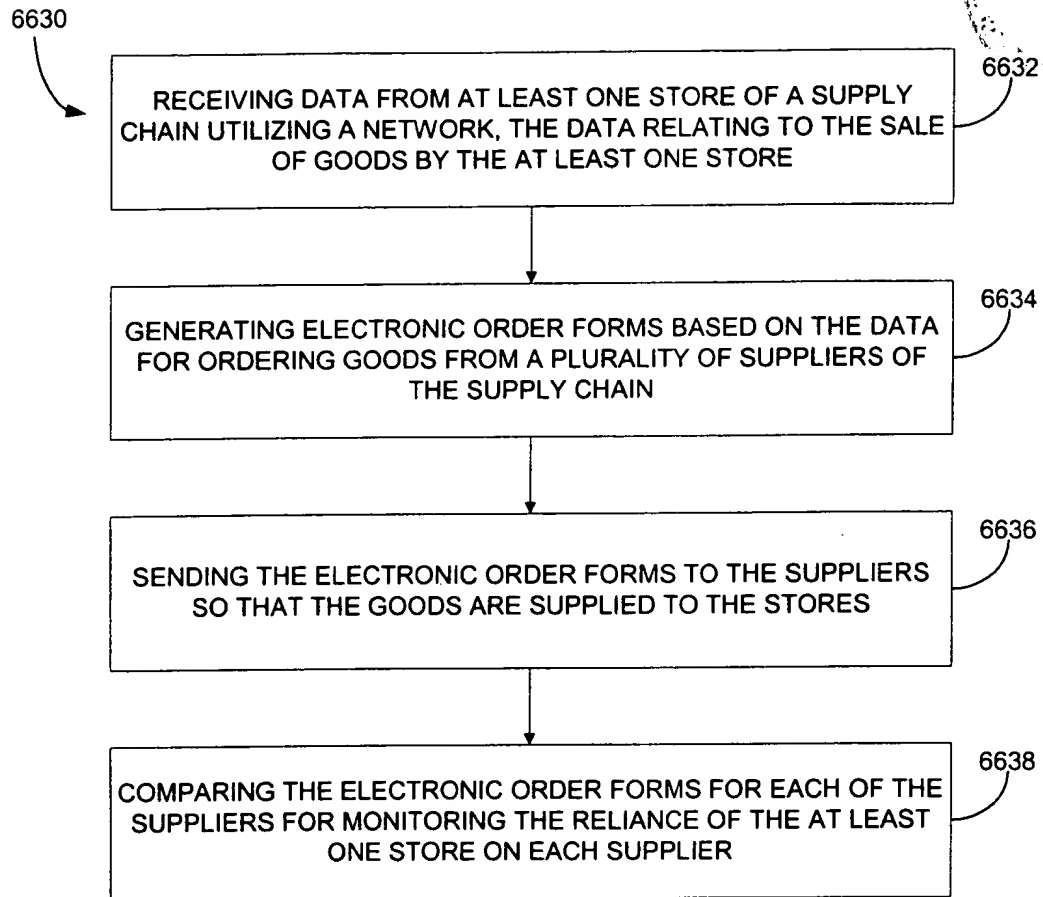 6630
6632
RECEIVING DATA FROM AT LEAST ONE STORE OF A SUPPLY
CHAIN UTILIZING A NETWORK, THE DATA RELATING TO THE SALE
OF GOODS BY THE AT LEAST ONE STORE
6634
GENERATING ELECTRONIC ORDER FORMS BASED ON THE DATA
FOR ORDERING GOODS FROM A PLURALITY OF SUPPLIERS OF
THE SUPPLY CHAIN
6636
SENDING THE ELECTRONIC ORDER FORMS TO THE SUPPLIERS
SO THAT THE GOODS ARE SUPPLIED TO THE STORES
6638
COMPARING THE ELECTRONIC ORDER FORMS FOR EACH OF THE
SUPPLIERS FOR MONITORING THE RELIANCE OF THE AT LEAST
ONE STORE ON EACH SUPPLIER